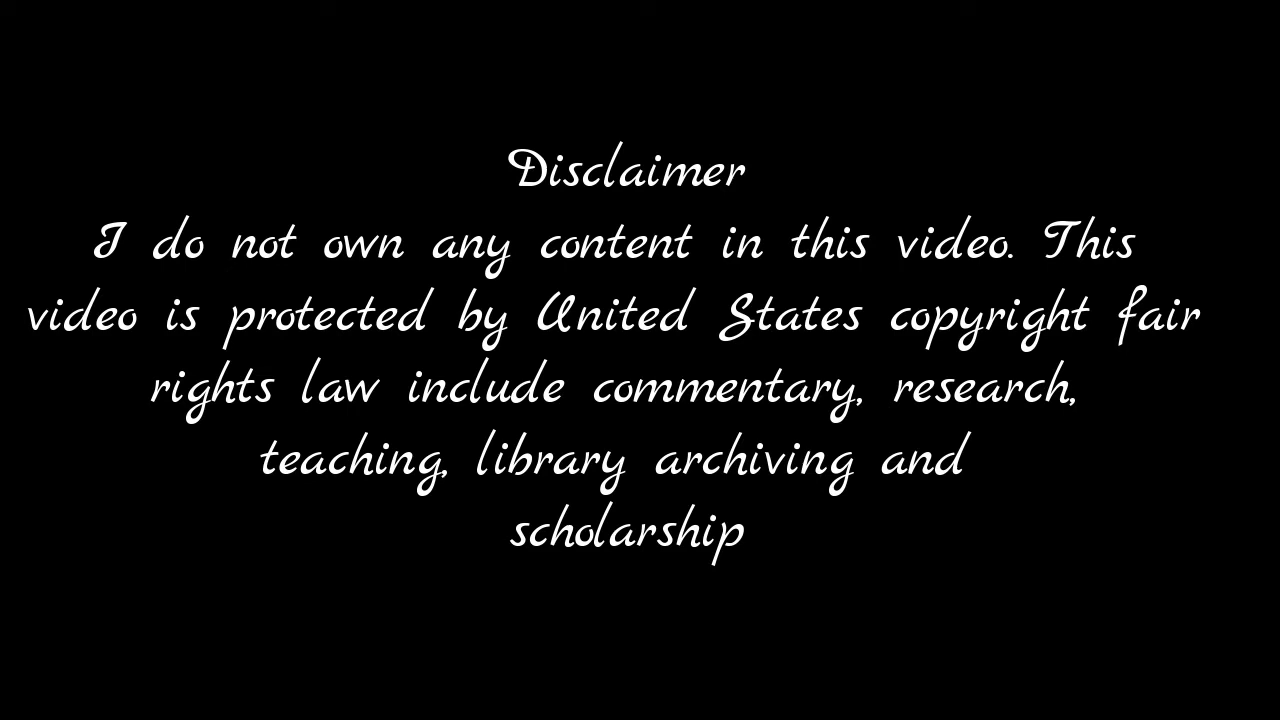 Disclaimer
I do not own any content in this video. This
video is protected by United States copyright fair
rights law include commentary, research,
teaching, library archiving and
scholarship